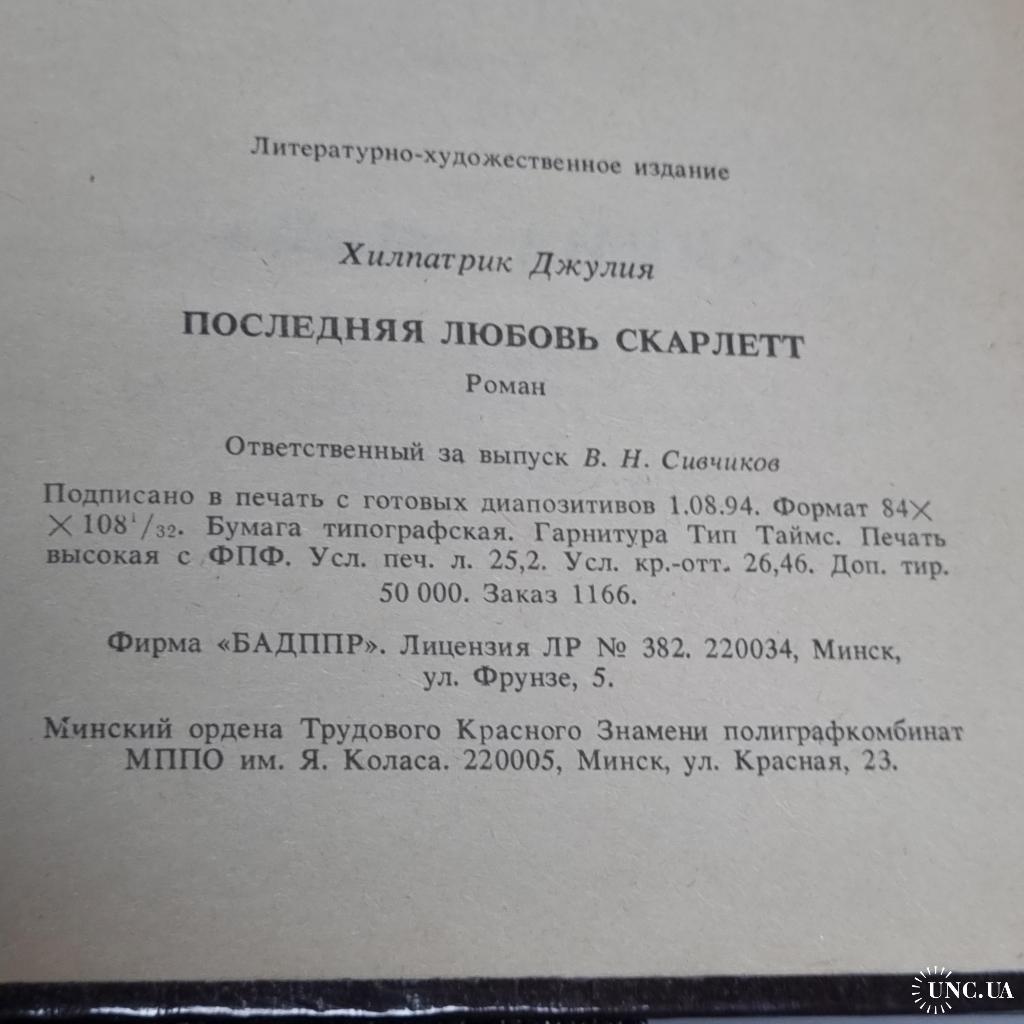 Литературно-художественное издание
Хилпатрик Джулия
ПОСЛЕДНЯЯ ЛЮБОВЬ СКАРЛЕТТ
Роман
Ответственный за выпуск В. Н. Сивчиков
Подписано в печать с готовых диапозитивов 1.08.94. Формат 84×
× 108¹/₃₂. Бумага типографская. Гарнитура Тип Таймс. Печать
высокая с ФПФ. Усл. печ. л. 25,2. Усл. кр.-отт. 26,46. Доп. тир.
50 000. Заказ 1166.
Фирма «БАДППР». Лицензия ЛР № 382. 220034, Минск,
ул. Фрунзе, 5.
Минский ордена Трудового Красного Знамени полиграфкомбинат
МППО им. Я. Коласа. 220005, Минск, ул. Красная, 23.
UNC.UA